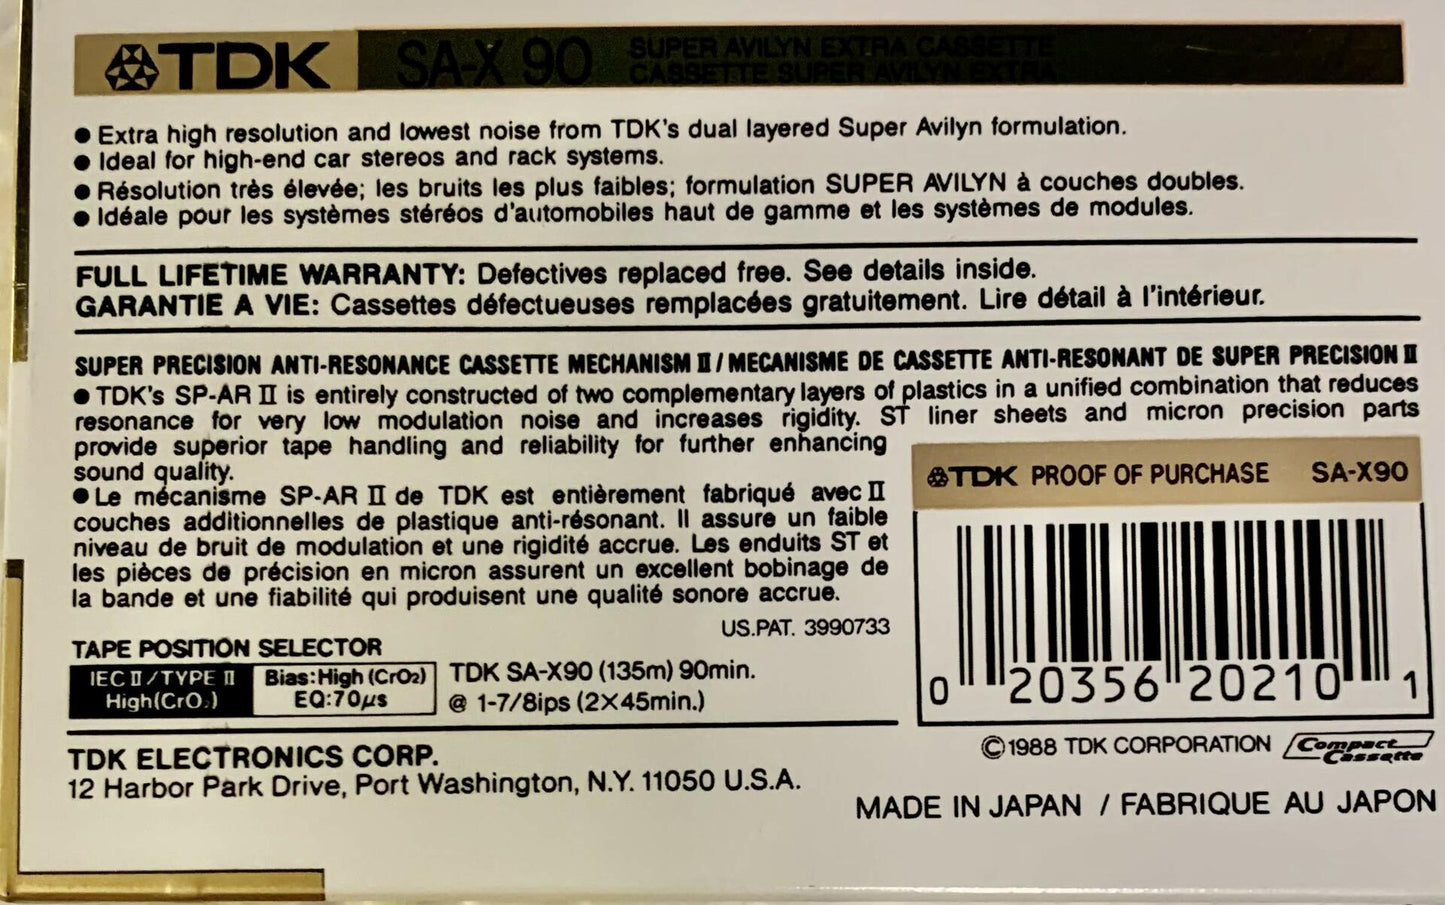 TDK SA-X 90 SUPER AVILYN EXTRA CASSETTE
CASSETTE SUPER AVILYN EXTRA
● Extra high resolution and lowest noise from TDK's dual layered Super Avilyn formulation.
● Ideal for high-end car stereos and rack systems.
● Résolution très élevée; les bruits les plus faibles; formulation SUPER AVILYN à couches doubles.
● Idéale pour les systèmes stéréos d'automobiles haut de gamme et les systèmes de modules.
FULL LIFETIME WARRANTY: Defectives replaced free. See details inside.
GARANTIE A VIE: Cassettes défectueuses remplacées gratuitement. Lire détail à l'intérieur.
SUPER PRECISION ANTI-RESONANCE CASSETTE MECHANISM II / MECANISME DE CASSETTE ANTI-RESONANT DE SUPER PRECISION II
● TDK's SP-AR II is entirely constructed of two complementary layers of plastics in a unified combination that reduces
resonance for very low modulation noise and increases rigidity. ST liner sheets and micron precision parts
provide superior tape handling and reliability for further enhancing
sound quality.
● Le mécanisme SP-AR II de TDK est entièrement fabriqué avec II
couches additionnelles de plastique anti-résonant. Il assure un faible
niveau de bruit de modulation et une rigidité accrue. Les enduits ST et
les pièces de précision en micron assurent un excellent bobinage de
la bande et une fiabilité qui produisent une qualité sonore accrue.
US.PAT. 3990733
TDK PROOF OF PURCHASE SA-X90
0 20356 20210 1
TAPE POSITION SELECTOR
IEC II/TYPE II
High(CrO₂)
Bias:High (CrO₂)
EQ:70μs
TDK SA-X90 (135m) 90min.
@ 1-7/8ips (2×45min.)
TDK ELECTRONICS CORP.
12 Harbor Park Drive, Port Washington, N.Y. 11050 U.S.A.
©1988 TDK CORPORATION Compact Cassette
MADE IN JAPAN / FABRIQUE AU JAPON